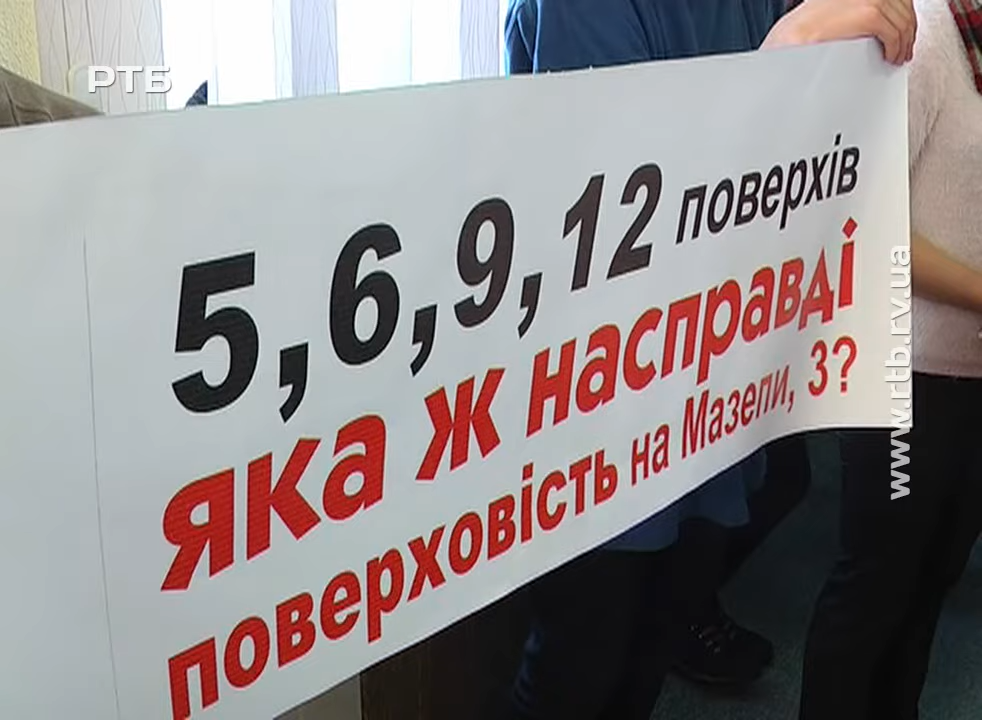 РТБ
5,6,9,12 поверхів
яка ж насправді
поверховість на Мазепи, 3?
www.rtb.rv.ua